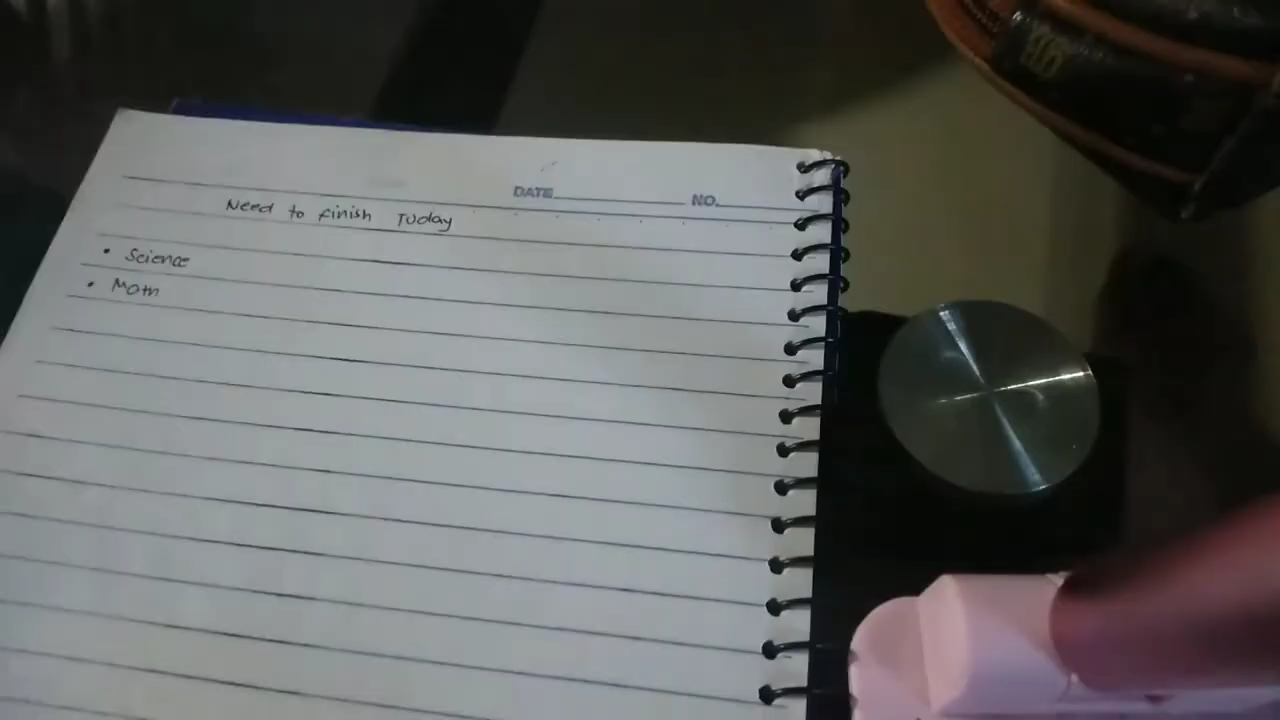 DATE NO.
Need to finish Today
• Science
• Math